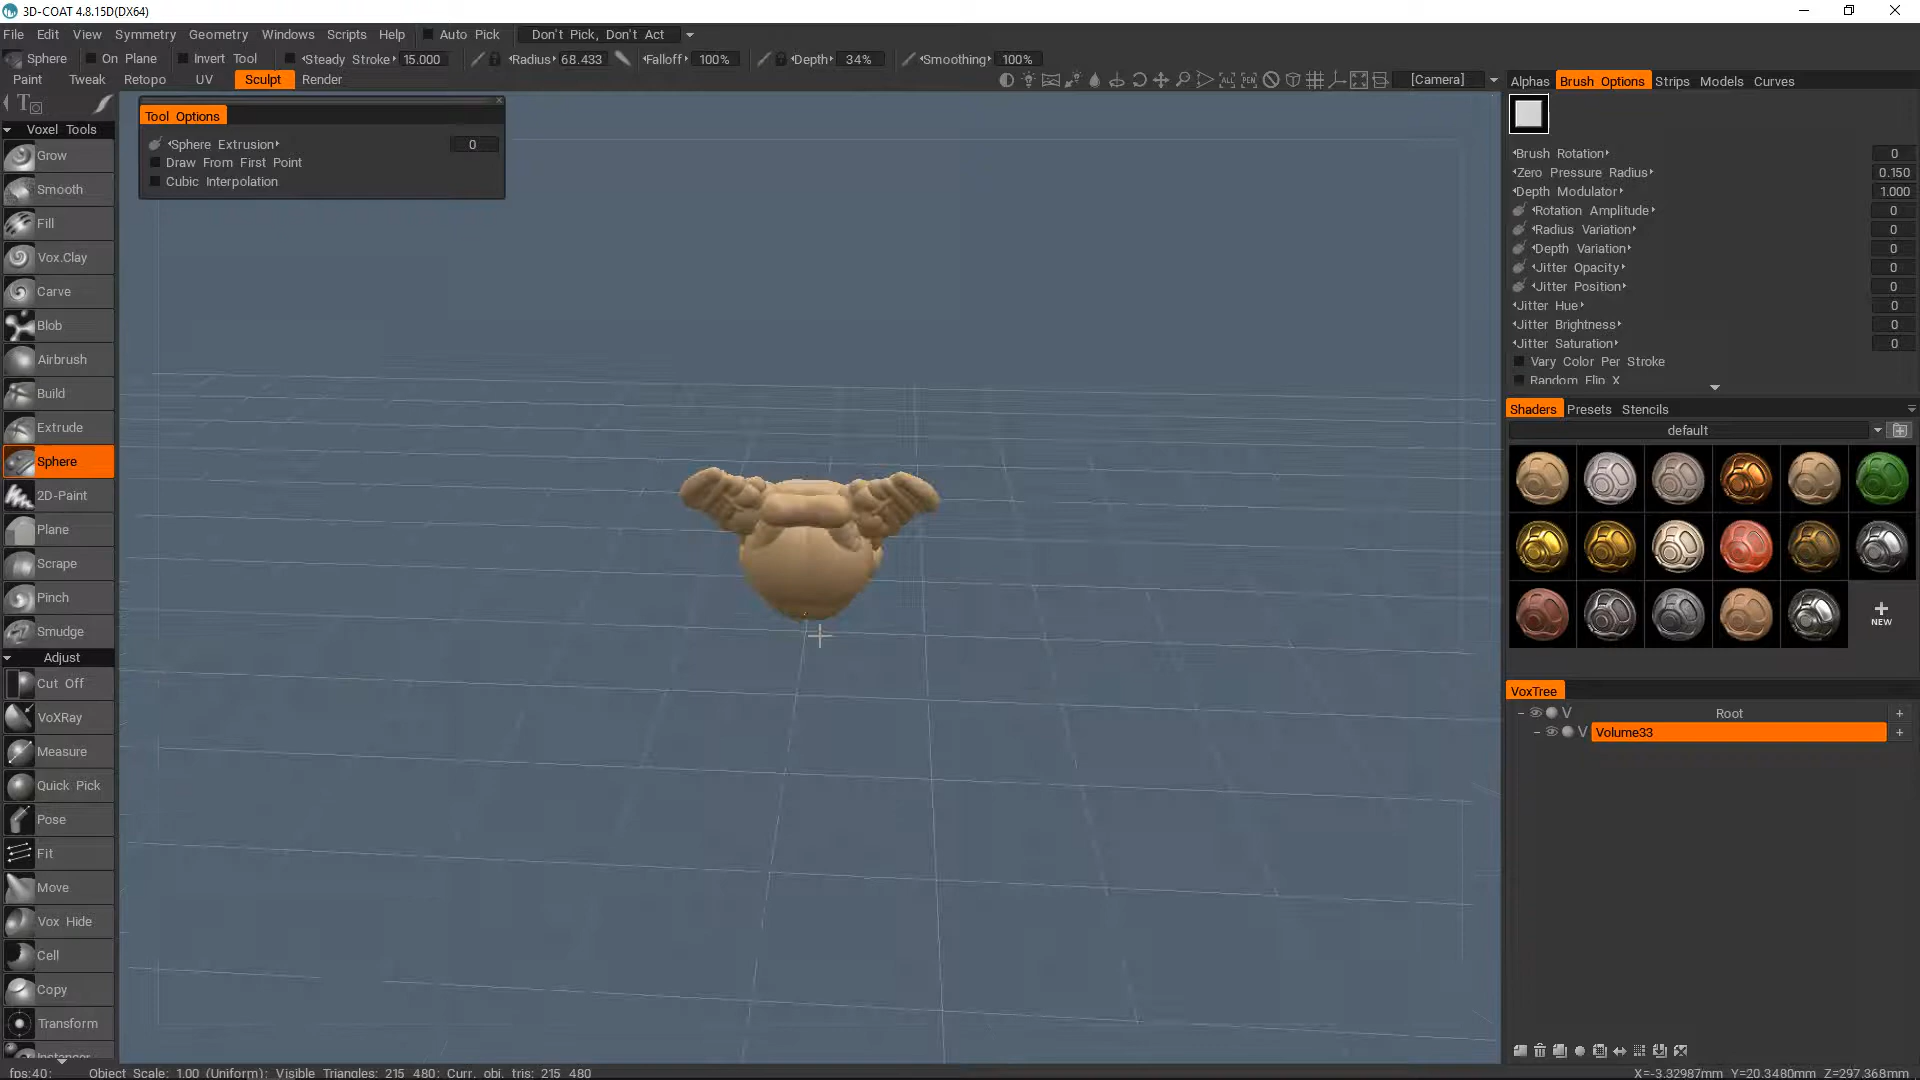 3D-COAT 4.8.15D(DX64)
File Edit View Symmetry Geometry Windows Scripts Help Auto Pick Don't Pick, Don't Act
Sphere On Plane Invert Tool Steady Stroke 15.000 Radius 68.433 Falloff 100% Depth 34% Smoothing 100%
Paint Tweak Retopo UV Sculpt Render [Camera]
Alphas Brush Options Strips Models Curves
Tool Options
Sphere Extrusion 0
Draw From First Point
Cubic Interpolation
Voxel Tools
Grow
Smooth
Fill
Vox.Clay
Carve
Blob
Airbrush
Build
Extrude
Sphere
2D-Paint
Plane
Scrape
Pinch
Smudge
Adjust
Cut Off
VoXRay
Measure
Quick Pick
Pose
Fit
Move
Vox Hide
Cell
Copy
Transform
Brush Rotation 0
Zero Pressure Radius 0.150
Depth Modulator 1.000
Rotation Amplitude 0
Radius Variation 0
Depth Variation 0
Jitter Opacity 0
Jitter Position 0
Jitter Hue 0
Jitter Brightness 0
Jitter Saturation 0
Vary Color Per Stroke
Random Flip X
Shaders Presets Stencils
default
NEW
VoxTree
V Root +
V Volume33 +
fps:40; Object Scale: 1.00 (Uniform); Visible Triangles: 215 480; Curr. obj. tris: 215 480
X=-3.32987mm Y=20.3480mm Z=297.368mm